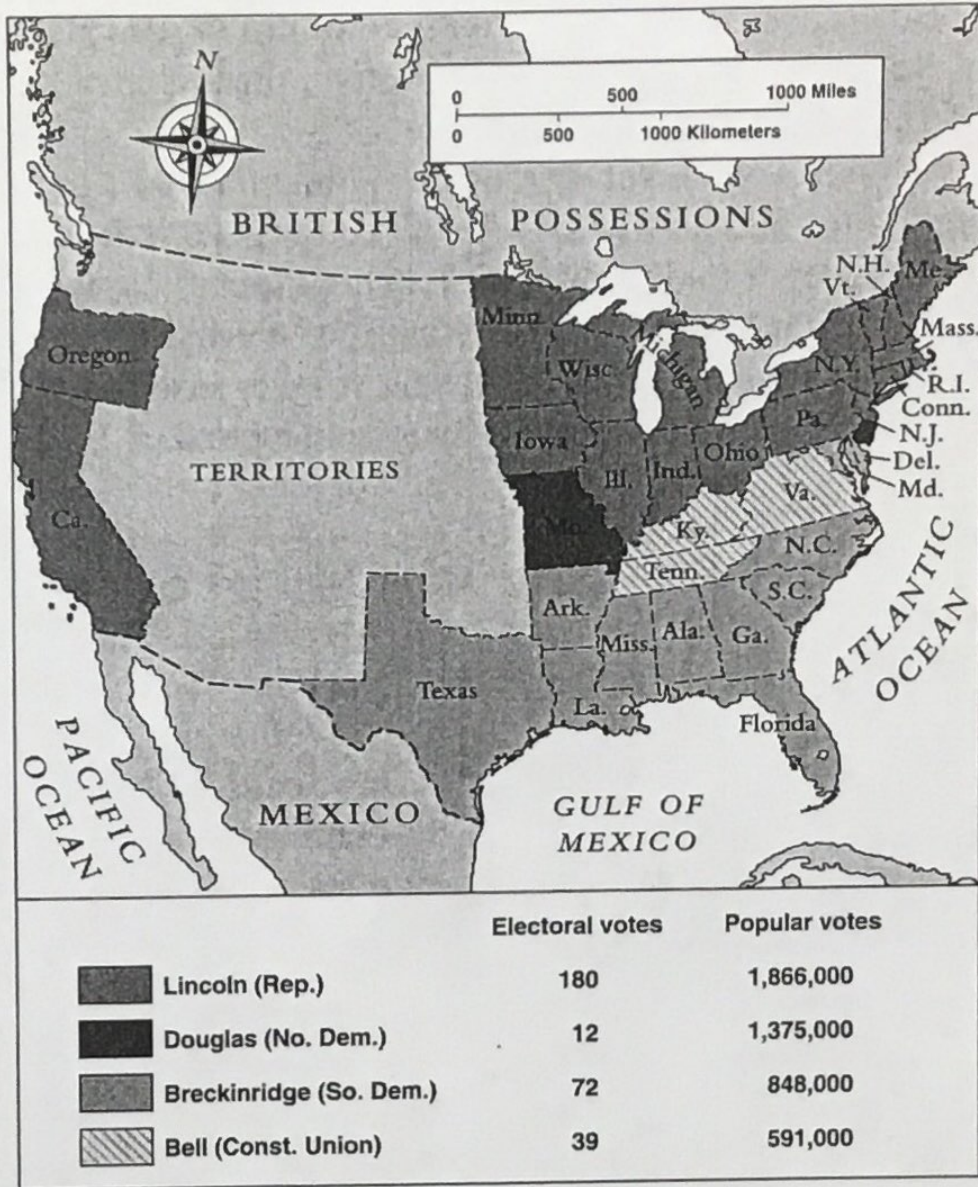 N
0 500 1000 Miles
0 500 1000 Kilometers
BRITISH POSSESSIONS
N.H.
Me.
Vt.
Minn.
Mass.
Oregon
Wisc.
Michigan
N.Y.
R.I.
Conn.
Iowa
Pa.
N.J.
TERRITORIES
Ill.
Ind.
Ohio
Del.
Md.
Ca.
Mo.
Ky.
Va.
Tenn.
N.C.
Ark.
S.C.
Miss.
Ala.
Ga.
ATLANTIC
OCEAN
Texas
La.
Florida
PACIFIC
OCEAN
MEXICO
GULF OF
MEXICO
Electoral votes Popular votes
Lincoln (Rep.) 180 1,866,000
Douglas (No. Dem.) 12 1,375,000
Breckinridge (So. Dem.) 72 848,000
Bell (Const. Union) 39 591,000